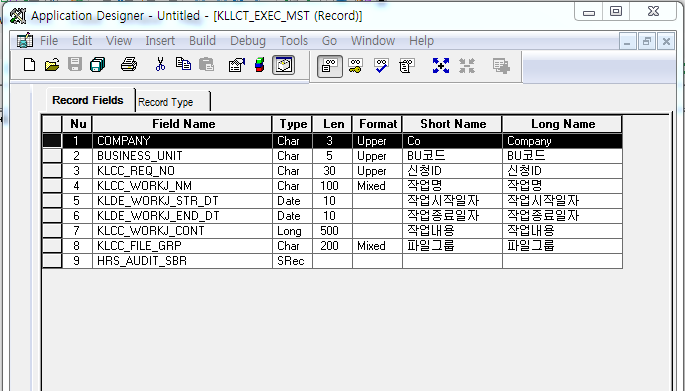 Application Designer - Untitled - [KLLCT_EXEC_MST (Record)]
File Edit View Insert Build Debug Tools Go Window Help
Record Fields Record Type
Nu Field Name Type Len Format Short Name Long Name
1 COMPANY Char 3 Upper Co Company
2 BUSINESS_UNIT Char 5 Upper BU코드 BU코드
3 KLCC_REQ_NO Char 30 Upper 신청ID 신청ID
4 KLCC_WORKJ_NM Char 100 Mixed 작업명 작업명
5 KLDE_WORKJ_STR_DT Date 10 작업시작일자 작업시작일자
6 KLDE_WORKJ_END_DT Date 10 작업종료일자 작업종료일자
7 KLCC_WORKJ_CONT Long 500 작업내용 작업내용
8 KLCC_FILE_GRP Char 200 Mixed 파일그룹 파일그룹
9 HRS_AUDIT_SBR SRec